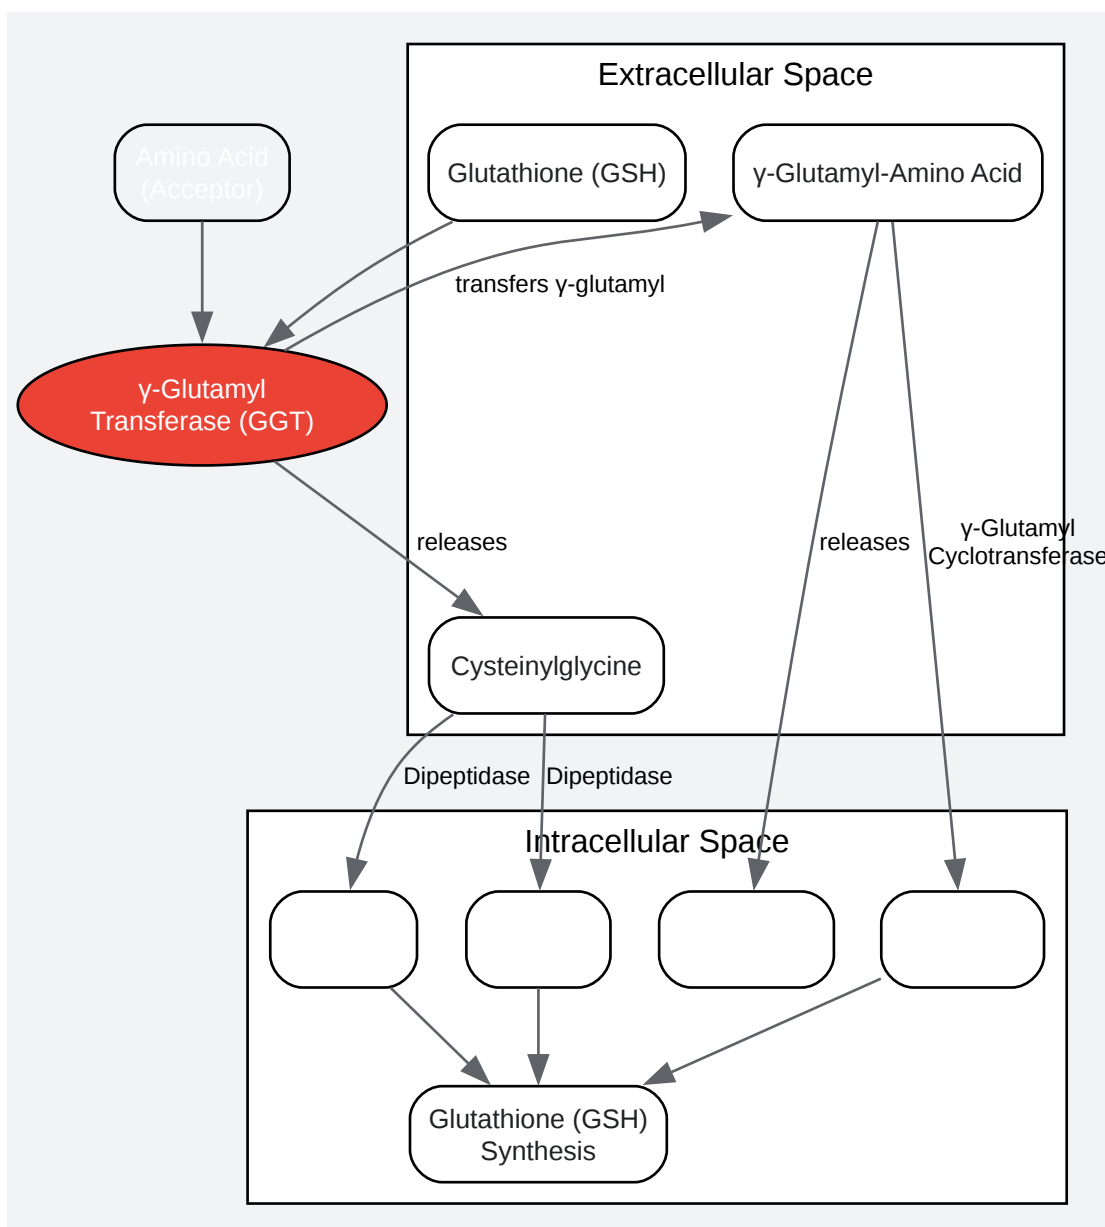 Extracellular Space
Amino Acid
(Acceptor)
Glutathione (GSH)
γ-Glutamyl-Amino Acid
transfers γ-glutamyl
γ-Glutamyl
Transferase (GGT)
releases
releases
γ-Glutamyl
Cyclotransferase
Cysteinylglycine
Dipeptidase
Dipeptidase
Intracellular Space
Glutathione (GSH)
Synthesis